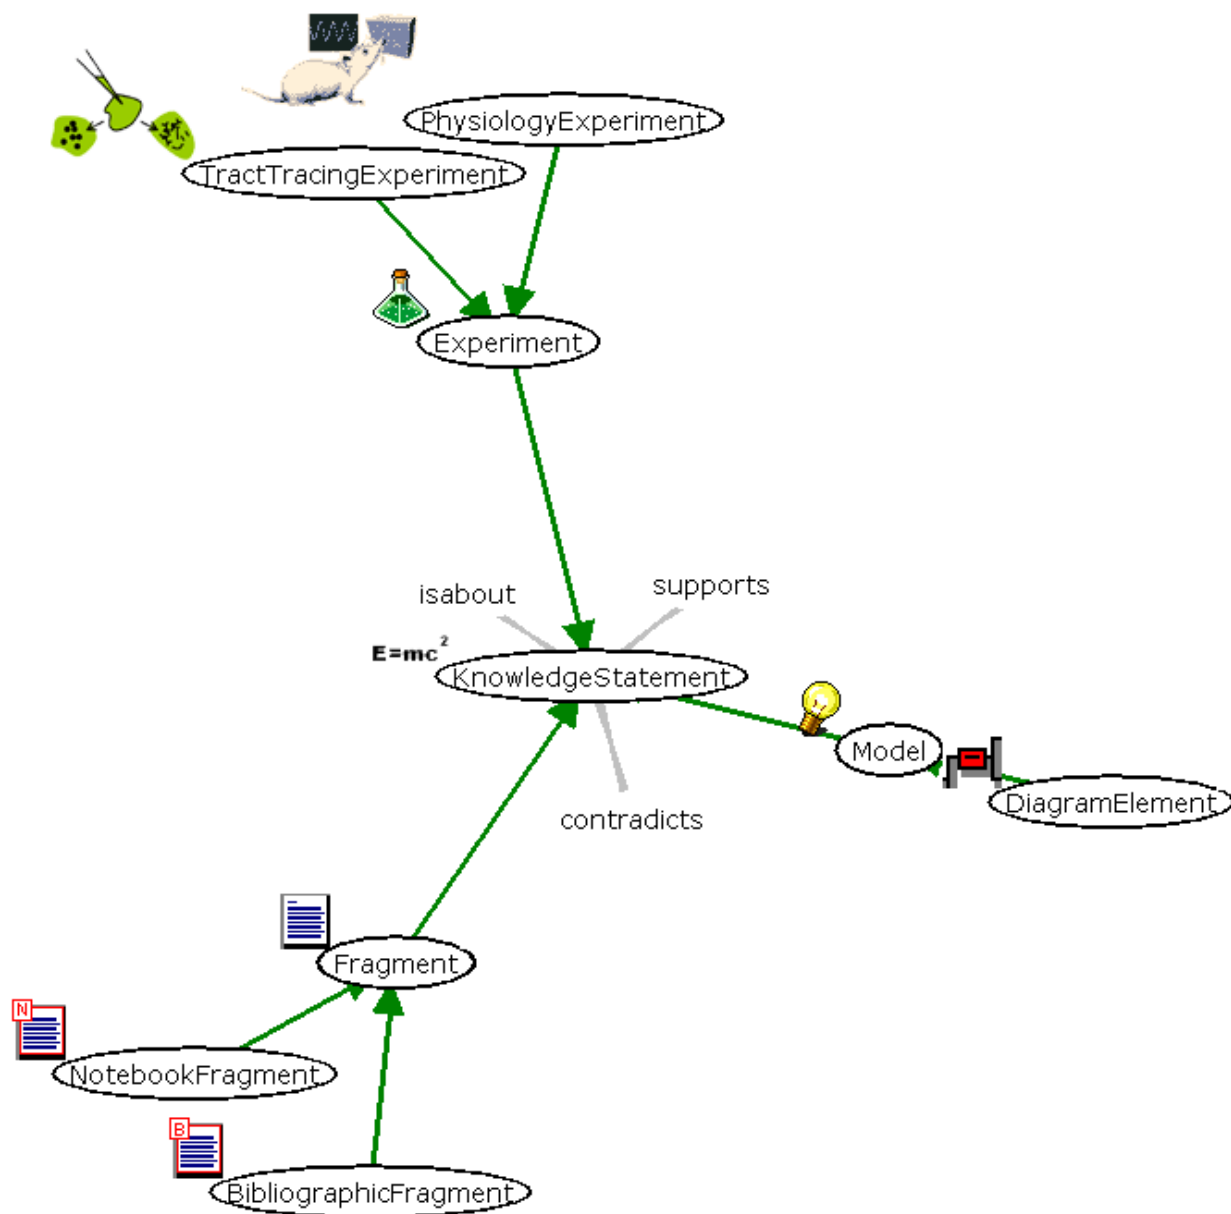 PhysiologyExperiment
TractTracingExperiment
Experiment
isabout
supports
E=mc²
KnowledgeStatement
Model
DiagramElement
contradicts
Fragment
N
NotebookFragment
B
BibliographicFragment